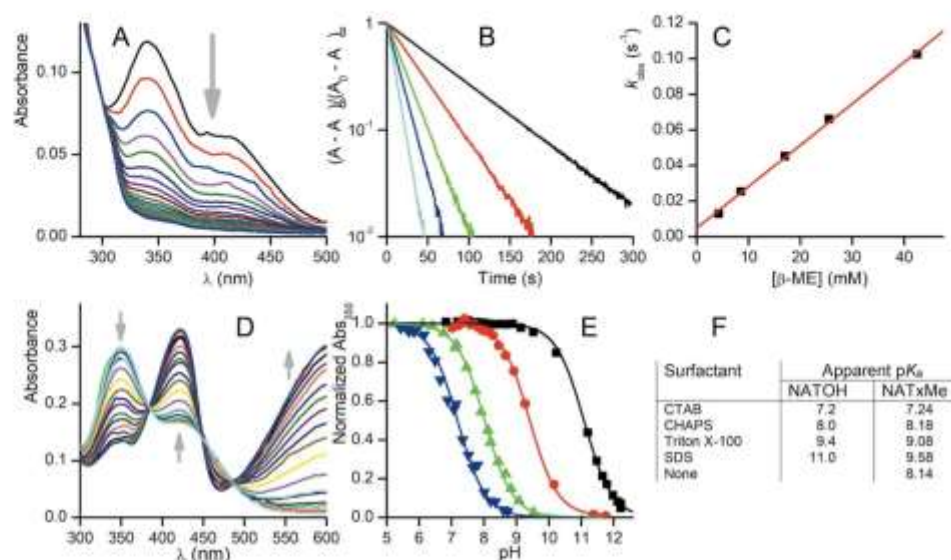 A
Absorbance
0.10
0.05
0.00
300 350 400 450 500
λ (nm)
B
(A - A )/(A₀ - A )
1
10⁻¹
10⁻²
0 50 100 150 200 250 300
Time (s)
C
k_obs (s⁻¹)
0.12
0.10
0.08
0.06
0.04
0.02
0.00
0 10 20 30 40
[β-ME] (mM)
D
Absorbance
0.3
0.2
0.1
0.0
300 350 400 450 500 550 600
λ (nm)
E
Normalized Abs
1.0
0.8
0.6
0.4
0.2
0.0
5 6 7 8 9 10 11 12
pH
F
Surfactant Apparent pKa
NATOH NATxMe
CTAB 7.2 7.24
CHAPS 8.0 8.18
Triton X-100 9.4 9.08
SDS 11.0 9.58
None 8.14